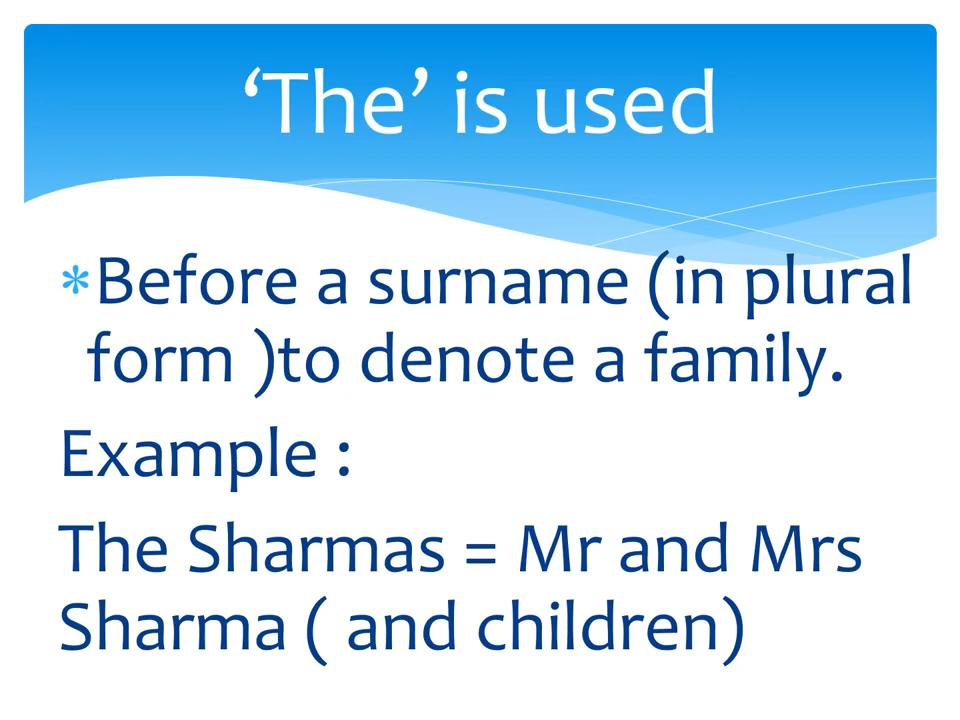 ‘The’ is used
*Before a surname (in plural
form )to denote a family.
Example :
The Sharmas = Mr and Mrs
Sharma ( and children)